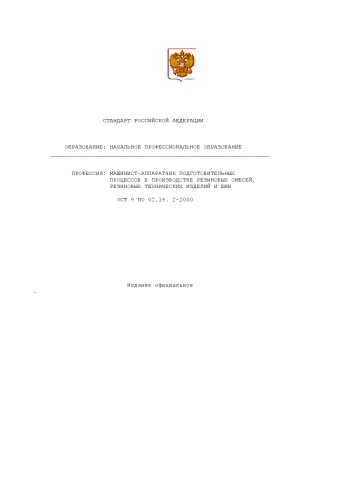 СТАНДАРТ РОССИЙСКОЙ ФЕДЕРАЦИИ
ОБРАЗОВАНИЕ: НАЧАЛЬНОЕ ПРОФЕССИОНАЛЬНОЕ ОБРАЗОВАНИЕ
ПРОФЕССИЯ: МАШИНИСТ-АППАРАТЧИК ПОДГОТОВИТЕЛЬНЫХ
ПРОЦЕССОВ В ПРОИЗВОДСТВЕ РЕЗИНОВЫХ СМЕСЕЙ,
РЕЗИНОВЫХ ТЕХНИЧЕСКИХ ИЗДЕЛИЙ И ШИН
ОСТ 9 ПО 02.19. 2-2000
Издание официальное